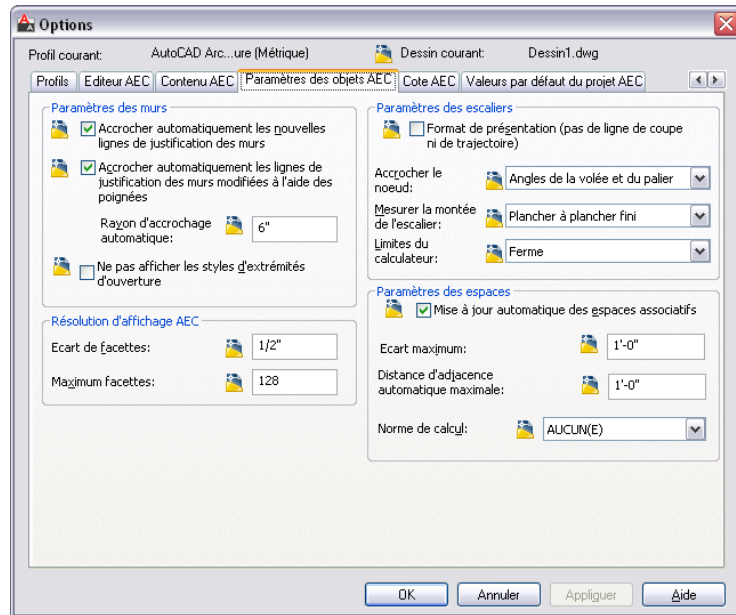 Options
Profil courant: AutoCAD Arc...ure (Métrique) Dessin courant: Dessin1.dwg
Profils Editeur AEC Contenu AEC Paramètres des objets AEC Cote AEC Valeurs par défaut du projet AEC
Paramètres des murs
Accrocher automatiquement les nouvelles
lignes de justification des murs
Accrocher automatiquement les lignes de
justification des murs modifiées à l'aide des
poignées
Rayon d'accrochage
automatique:
6"
Ne pas afficher les styles d'extrémités
d'ouverture
Résolution d'affichage AEC
Ecart de facettes: 1/2"
Maximum facettes: 128
Paramètres des escaliers
Format de présentation (pas de ligne de coupe
ni de trajectoire)
Accrocher le
noeud:
Angles de la volée et du palier
Mesurer la montée
de l'escalier:
Plancher à plancher fini
Limites du
calculateur:
Ferme
Paramètres des espaces
Mise à jour automatique des espaces associatifs
Ecart maximum: 1'-0"
Distance d'adjacence
automatique maximale:
1'-0"
Norme de calcul: AUCUN(E)
OK Annuler Appliquer Aide